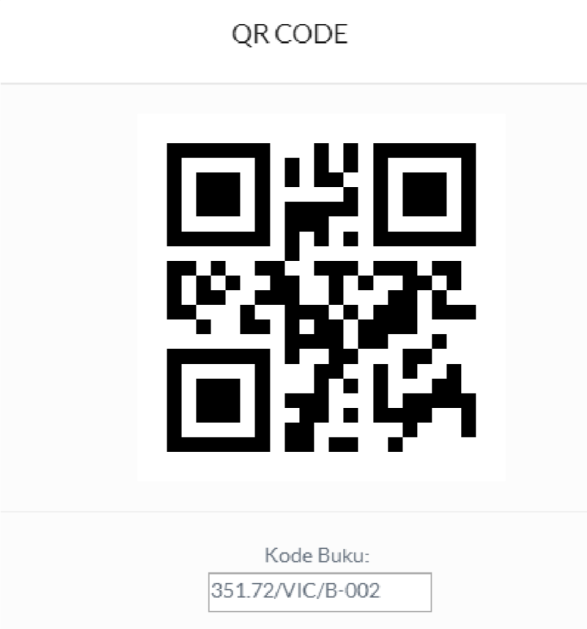 QR CODE
Kode Buku:
351.72/VIC/B-002